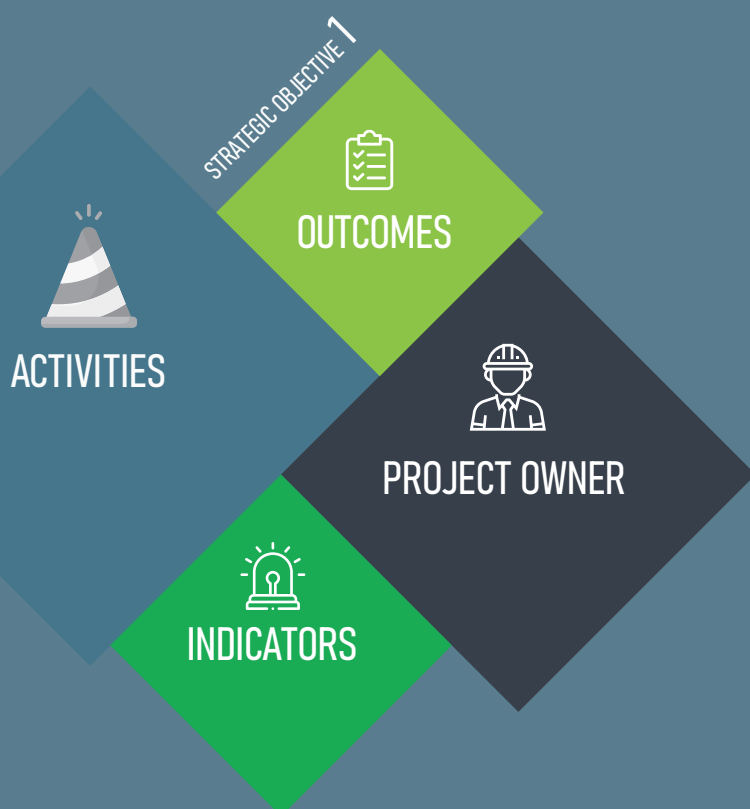 STRATEGIC OBJECTIVE 1
OUTCOMES
ACTIVITIES
PROJECT OWNER
INDICATORS